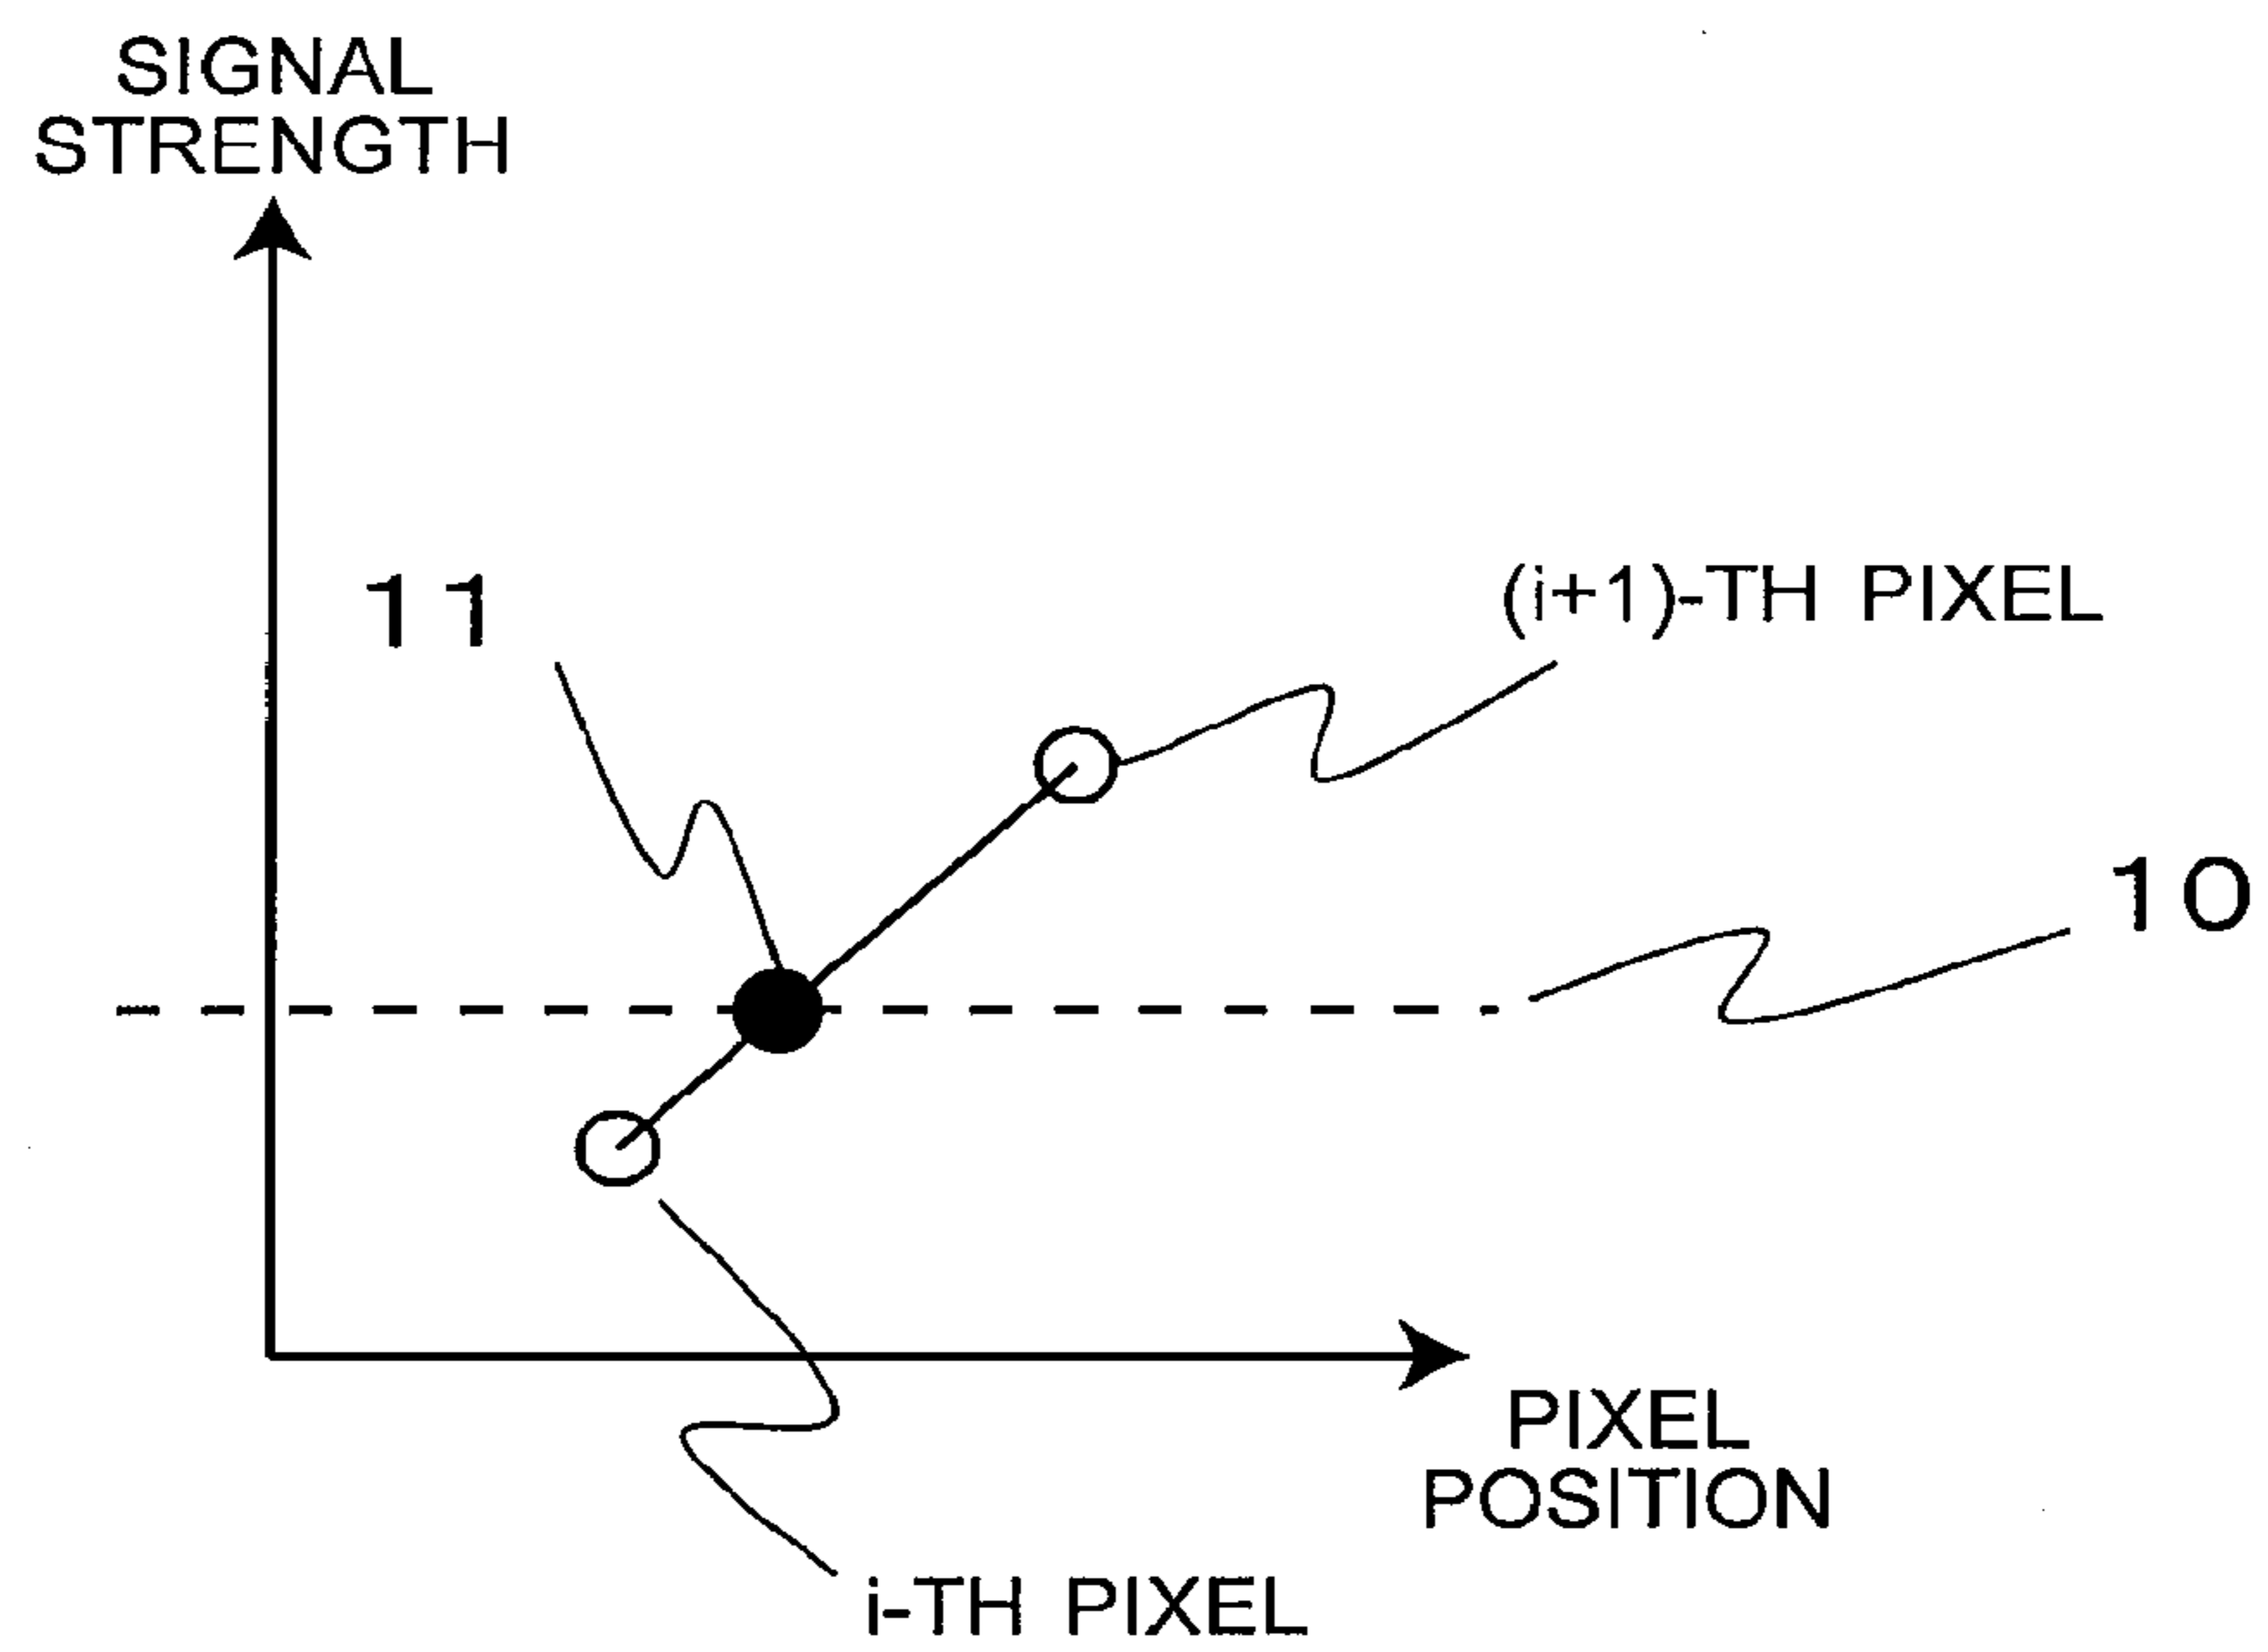 SIGNAL
STRENGTH
11
(i+1)-TH PIXEL
10
PIXEL
POSITION
i-TH PIXEL